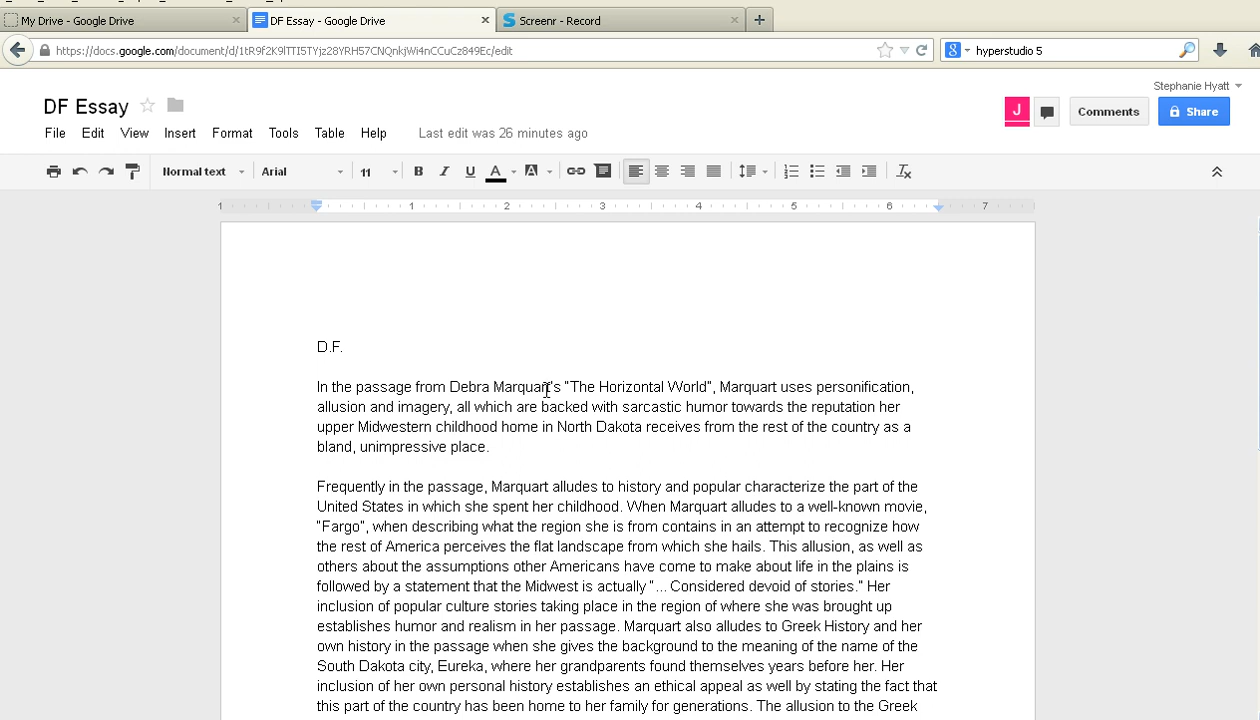 My Drive - Google Drive × DF Essay - Google Drive × Screenr - Record × +
https://docs.google.com/document/d/1tR9f2K9lTTI5TYjz28YRH57CNQnkjWi4nCCuCz849Ec/edit hyperstudio 5
Stephanie Hyatt
DF Essay J Comments Share
File Edit View Insert Format Tools Table Help Last edit was 26 minutes ago
Normal text Arial 11 B I U A A
1 1 2 3 4 5 6 7
D.F.
In the passage from Debra Marquart's "The Horizontal World", Marquart uses personification,
allusion and imagery, all which are backed with sarcastic humor towards the reputation her
upper Midwestern childhood home in North Dakota receives from the rest of the country as a
bland, unimpressive place.
Frequently in the passage, Marquart alludes to history and popular characterize the part of the
United States in which she spent her childhood. When Marquart alludes to a well-known movie,
"Fargo", when describing what the region she is from contains in an attempt to recognize how
the rest of America perceives the flat landscape from which she hails. This allusion, as well as
others about the assumptions other Americans have come to make about life in the plains is
followed by a statement that the Midwest is actually "... Considered devoid of stories." Her
inclusion of popular culture stories taking place in the region of where she was brought up
establishes humor and realism in her passage. Marquart also alludes to Greek History and her
own history in the passage when she gives the background to the meaning of the name of the
South Dakota city, Eureka, where her grandparents found themselves years before her. Her
inclusion of her own personal history establishes an ethical appeal as well by stating the fact that
this part of the country has been home to her family for generations. The allusion to the Greek